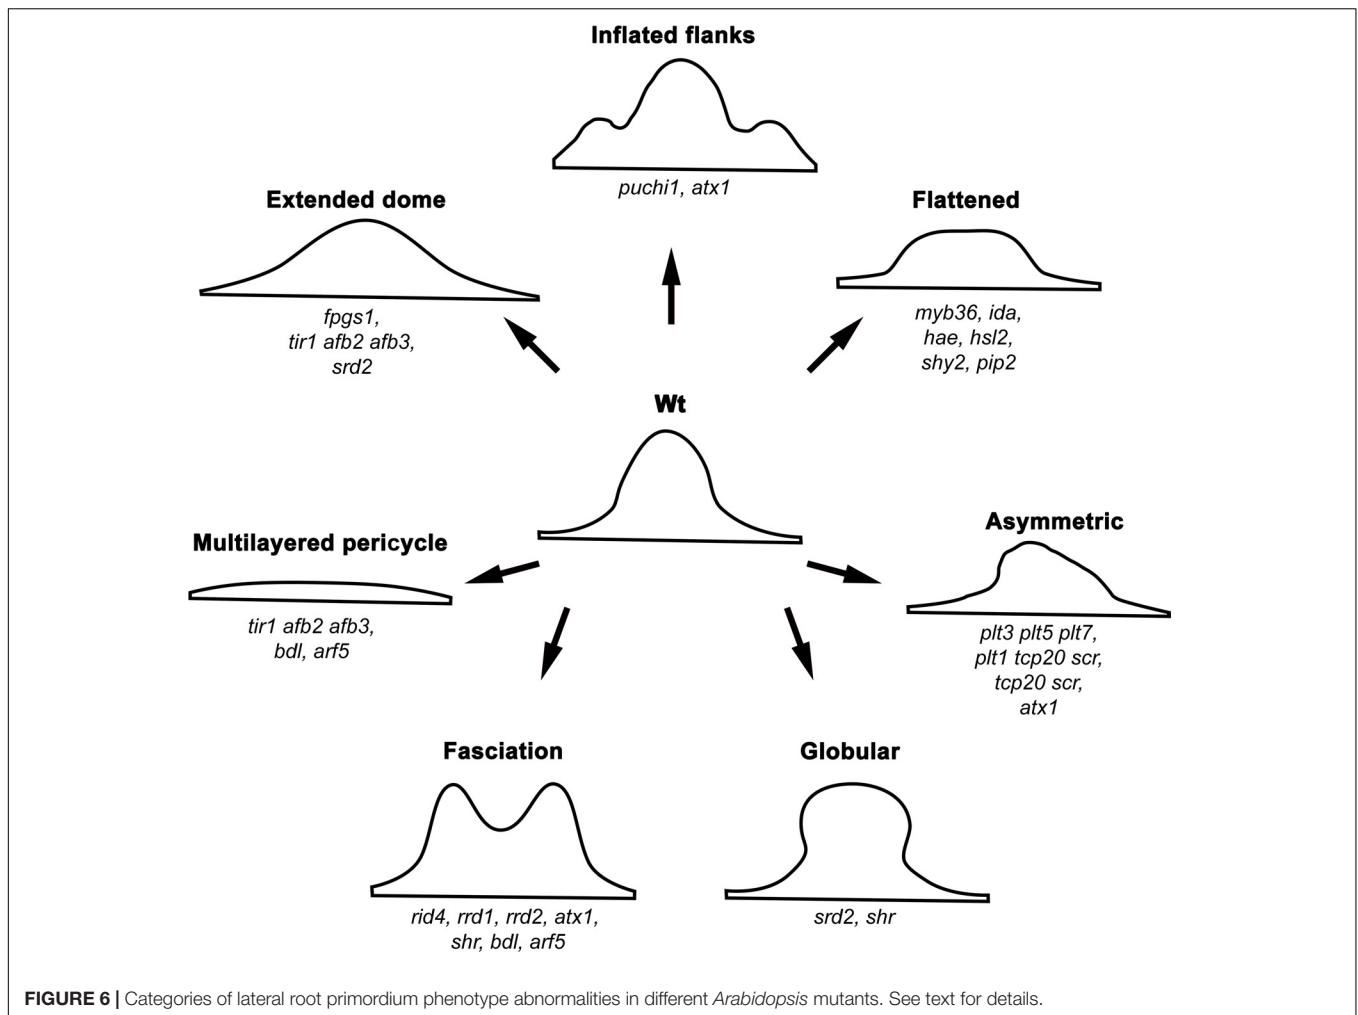 Inflated flanks
puchi1, atx1
Extended dome
fpgs1,
tir1 afb2 afb3,
srd2
Flattened
myb36, ida,
hae, hsl2,
shy2, pip2
Wt
Multilayered pericycle
tir1 afb2 afb3,
bdl, arf5
Asymmetric
plt3 plt5 plt7,
plt1 tcp20 scr,
tcp20 scr,
atx1
Fasciation
rid4, rrd1, rrd2, atx1,
shr, bdl, arf5
Globular
srd2, shr
FIGURE 6 | Categories of lateral root primordium phenotype abnormalities in different Arabidopsis mutants. See text for details.